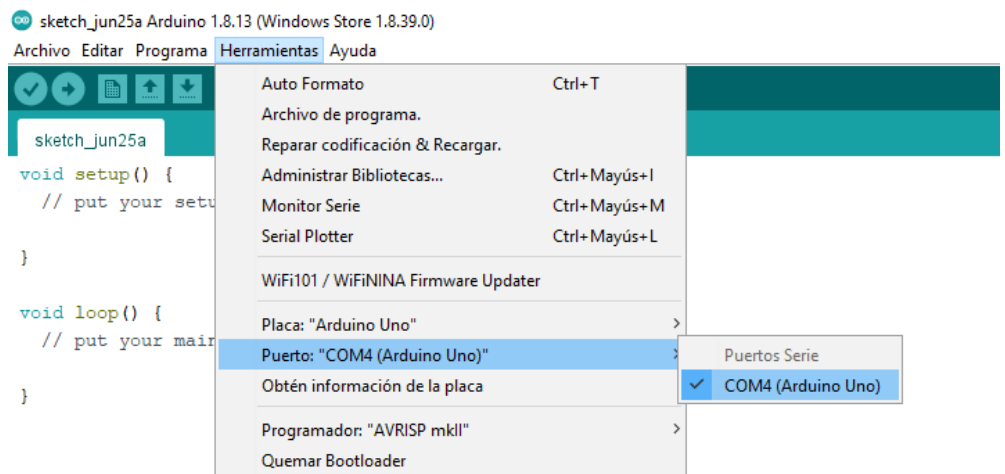 sketch_jun25a Arduino 1.8.13 (Windows Store 1.8.39.0)
Archivo Editar Programa Herramientas Ayuda
sketch_jun25a
void setup() {
// put your setu
}
void loop() {
// put your main
}
Auto Formato Ctrl+T
Archivo de programa.
Reparar codificación & Recargar.
Administrar Bibliotecas... Ctrl+Mayús+I
Monitor Serie Ctrl+Mayús+M
Serial Plotter Ctrl+Mayús+L
WiFi101 / WiFiNINA Firmware Updater
Placa: "Arduino Uno"
Puerto: "COM4 (Arduino Uno)"
Obtén información de la placa
Programador: "AVRISP mkII"
Quemar Bootloader
Puertos Serie
COM4 (Arduino Uno)